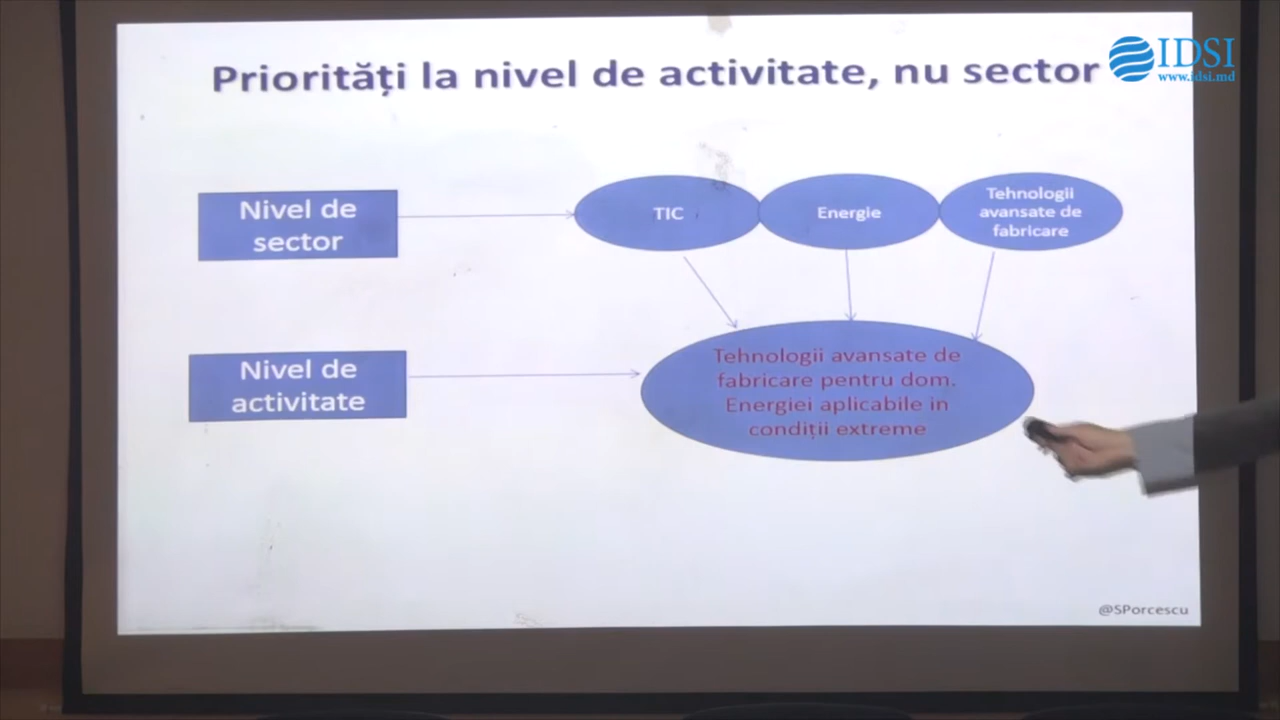 Priorități la nivel de activitate, nu sector
IDSI
www.idsi.md
Nivel de
sector
TIC
Energie
Tehnologii
avansate de
fabricare
Nivel de
activitate
Tehnologii avansate de
fabricare pentru dom.
Energiei aplicabile in
condiții extreme
@SPorcescu